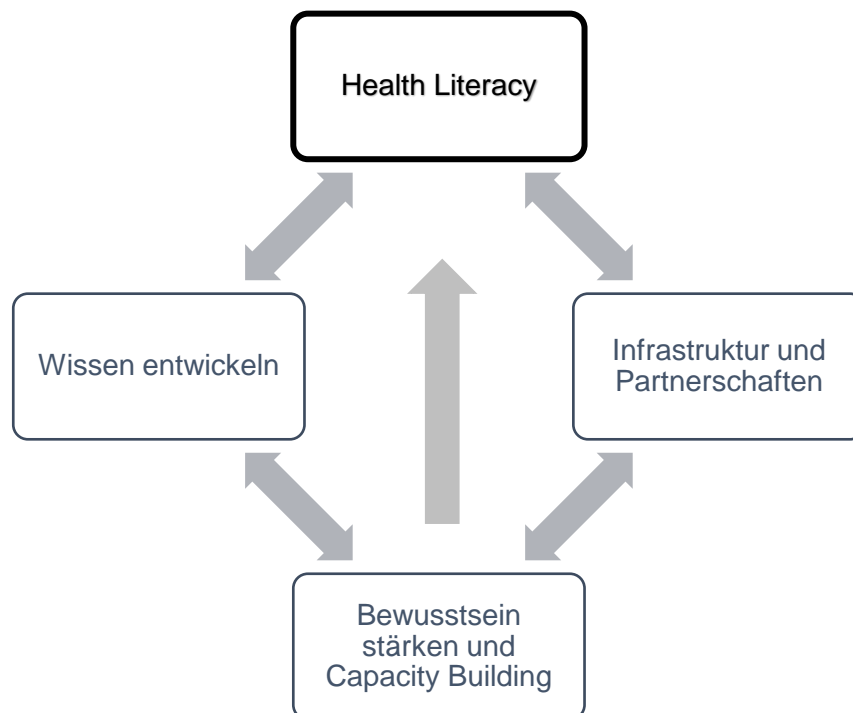 Health Literacy
Wissen entwickeln
Infrastruktur und
Partnerschaften
Bewusstsein
stärken und
Capacity Building